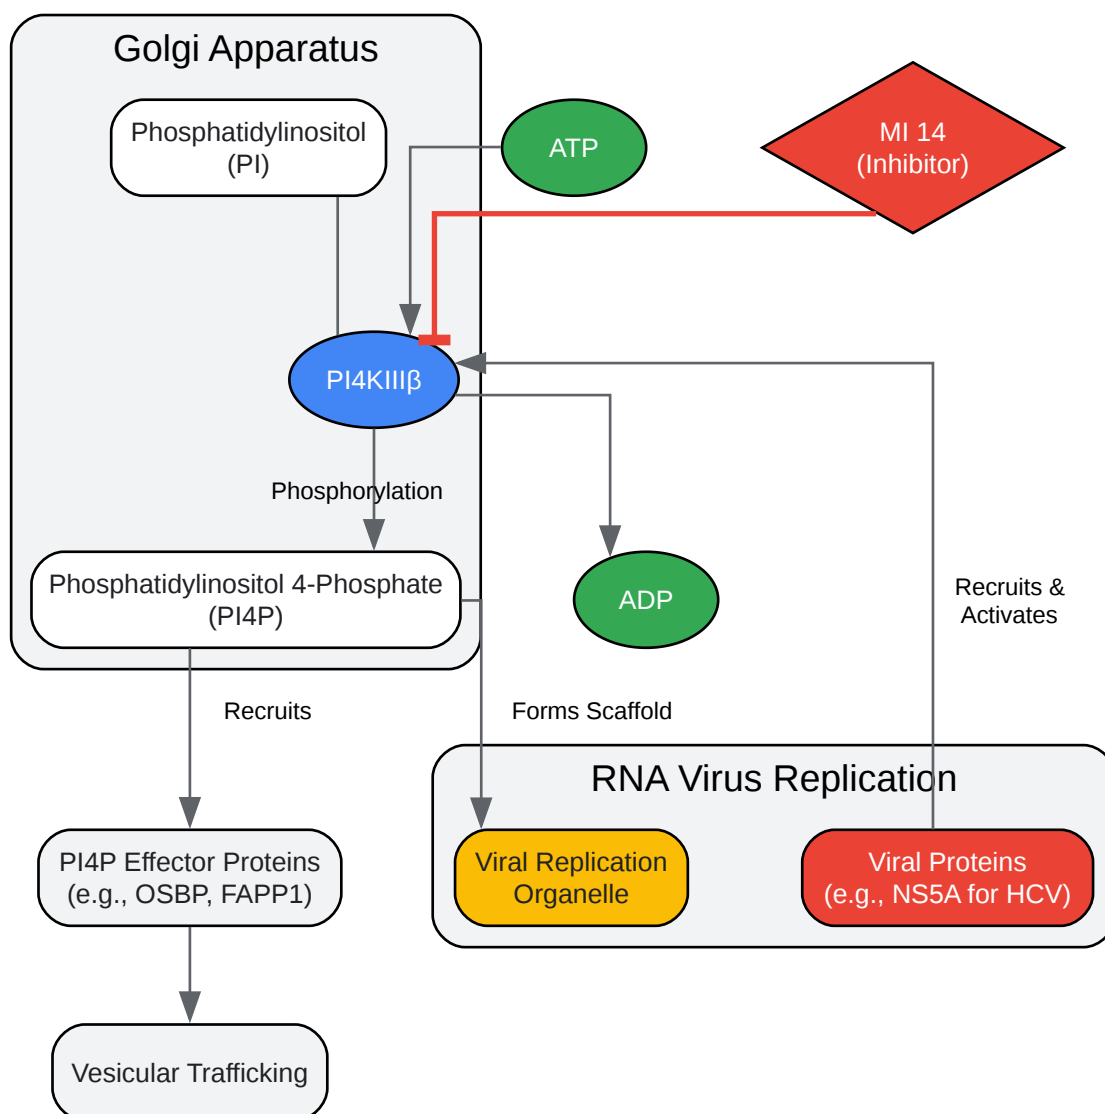 Golgi Apparatus
Phosphatidylinositol
(PI)
ATP
MI 14
(Inhibitor)
PI4KIIIβ
Phosphorylation
Phosphatidylinositol 4-Phosphate
(PI4P)
ADP
Recruits &
Activates
Recruits
Forms Scaffold
RNA Virus Replication
PI4P Effector Proteins
(e.g., OSBP, FAPP1)
Viral Replication
Organelle
Viral Proteins
(e.g., NS5A for HCV)
Vesicular Trafficking